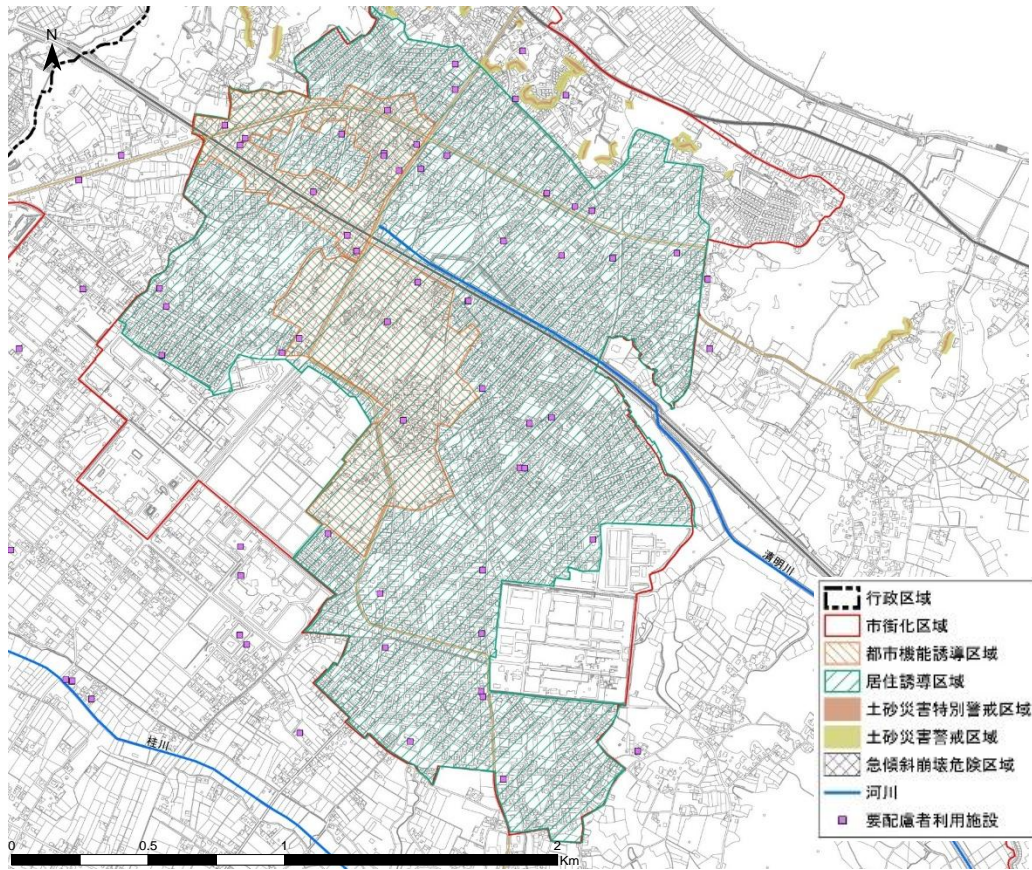 N
清明川
桂川
行政区域
市街化区域
都市機能誘導区域
居住誘導区域
土砂災害特別警戒区域
土砂災害警戒区域
急傾斜崩壊危険区域
河川
要配慮者利用施設
0 0.5 1 2
Km